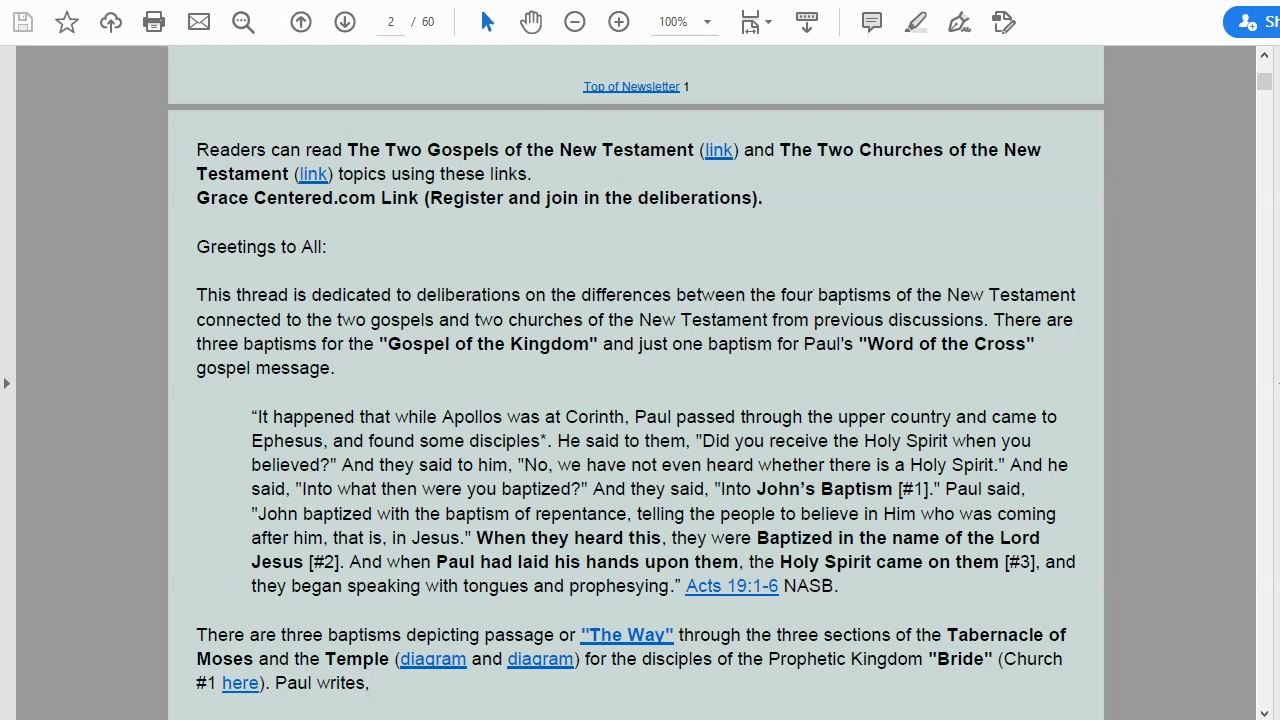 2 / 60
100%
Sh
Top of Newsletter 1
Readers can read The Two Gospels of the New Testament (link) and The Two Churches of the New
Testament (link) topics using these links.
Grace Centered.com Link (Register and join in the deliberations).
Greetings to All:
This thread is dedicated to deliberations on the differences between the four baptisms of the New Testament
connected to the two gospels and two churches of the New Testament from previous discussions. There are
three baptisms for the "Gospel of the Kingdom" and just one baptism for Paul's "Word of the Cross"
gospel message.
“It happened that while Apollos was at Corinth, Paul passed through the upper country and came to
Ephesus, and found some disciples*. He said to them, "Did you receive the Holy Spirit when you
believed?" And they said to him, "No, we have not even heard whether there is a Holy Spirit." And he
said, "Into what then were you baptized?" And they said, "Into John’s Baptism [#1]." Paul said,
"John baptized with the baptism of repentance, telling the people to believe in Him who was coming
after him, that is, in Jesus." When they heard this, they were Baptized in the name of the Lord
Jesus [#2]. And when Paul had laid his hands upon them, the Holy Spirit came on them [#3], and
they began speaking with tongues and prophesying.” Acts 19:1-6 NASB.
There are three baptisms depicting passage or "The Way" through the three sections of the Tabernacle of
Moses and the Temple (diagram and diagram) for the disciples of the Prophetic Kingdom "Bride" (Church
#1 here). Paul writes,